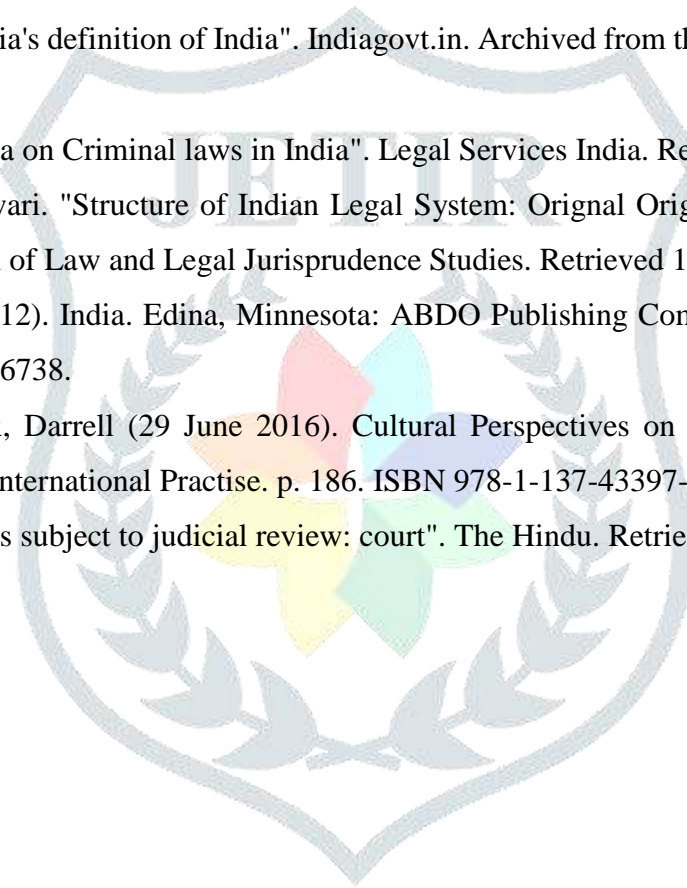 ia's definition of India". Indiagovt.in. Archived from th
a on Criminal laws in India". Legal Services India. Re
JETIR
vari. "Structure of Indian Legal System: Orignal Orig
of Law and Legal Jurisprudence Studies. Retrieved 1
12). India. Edina, Minnesota: ABDO Publishing Con
6738.
, Darrell (29 June 2016). Cultural Perspectives on
nternational Practise. p. 186. ISBN 978-1-137-43397-
s subject to judicial review: court". The Hindu. Retrie